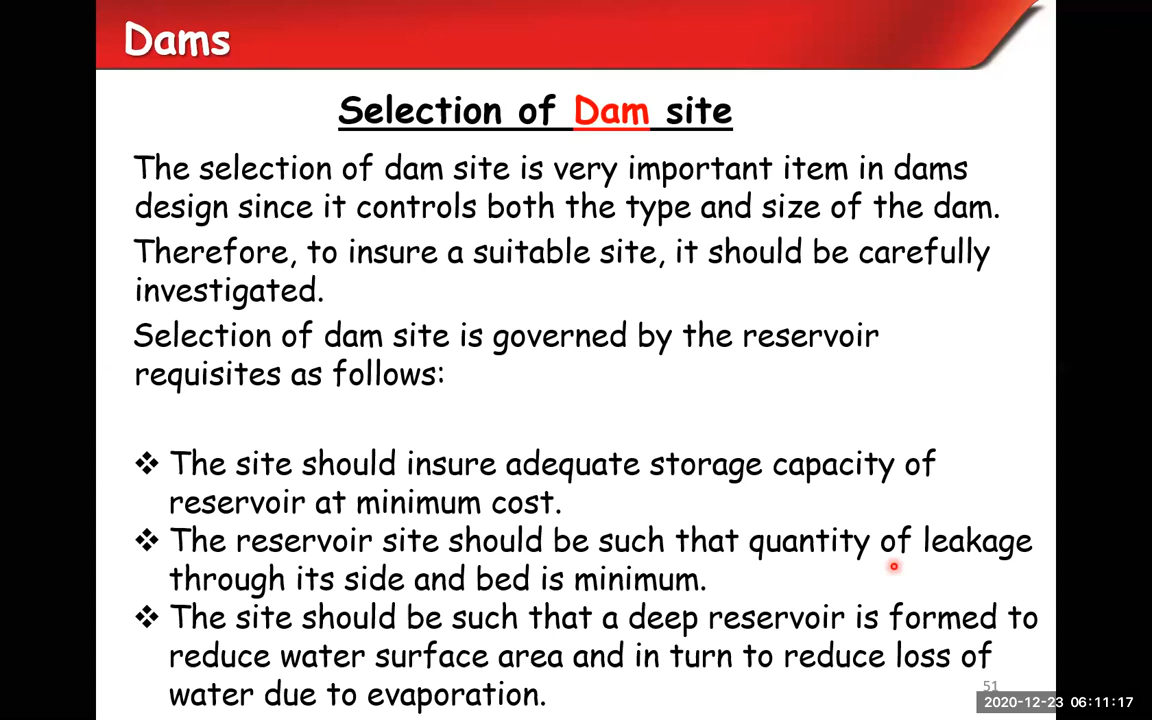 Dams
Selection of Dam site
The selection of dam site is very important item in dams
design since it controls both the type and size of the dam.
Therefore, to insure a suitable site, it should be carefully
investigated.
Selection of dam site is governed by the reservoir
requisites as follows:
❖ The site should insure adequate storage capacity of
reservoir at minimum cost.
❖ The reservoir site should be such that quantity of leakage
through its side and bed is minimum.
❖ The site should be such that a deep reservoir is formed to
reduce water surface area and in turn to reduce loss of
water due to evaporation.
51
2020-12-23 06:11:17